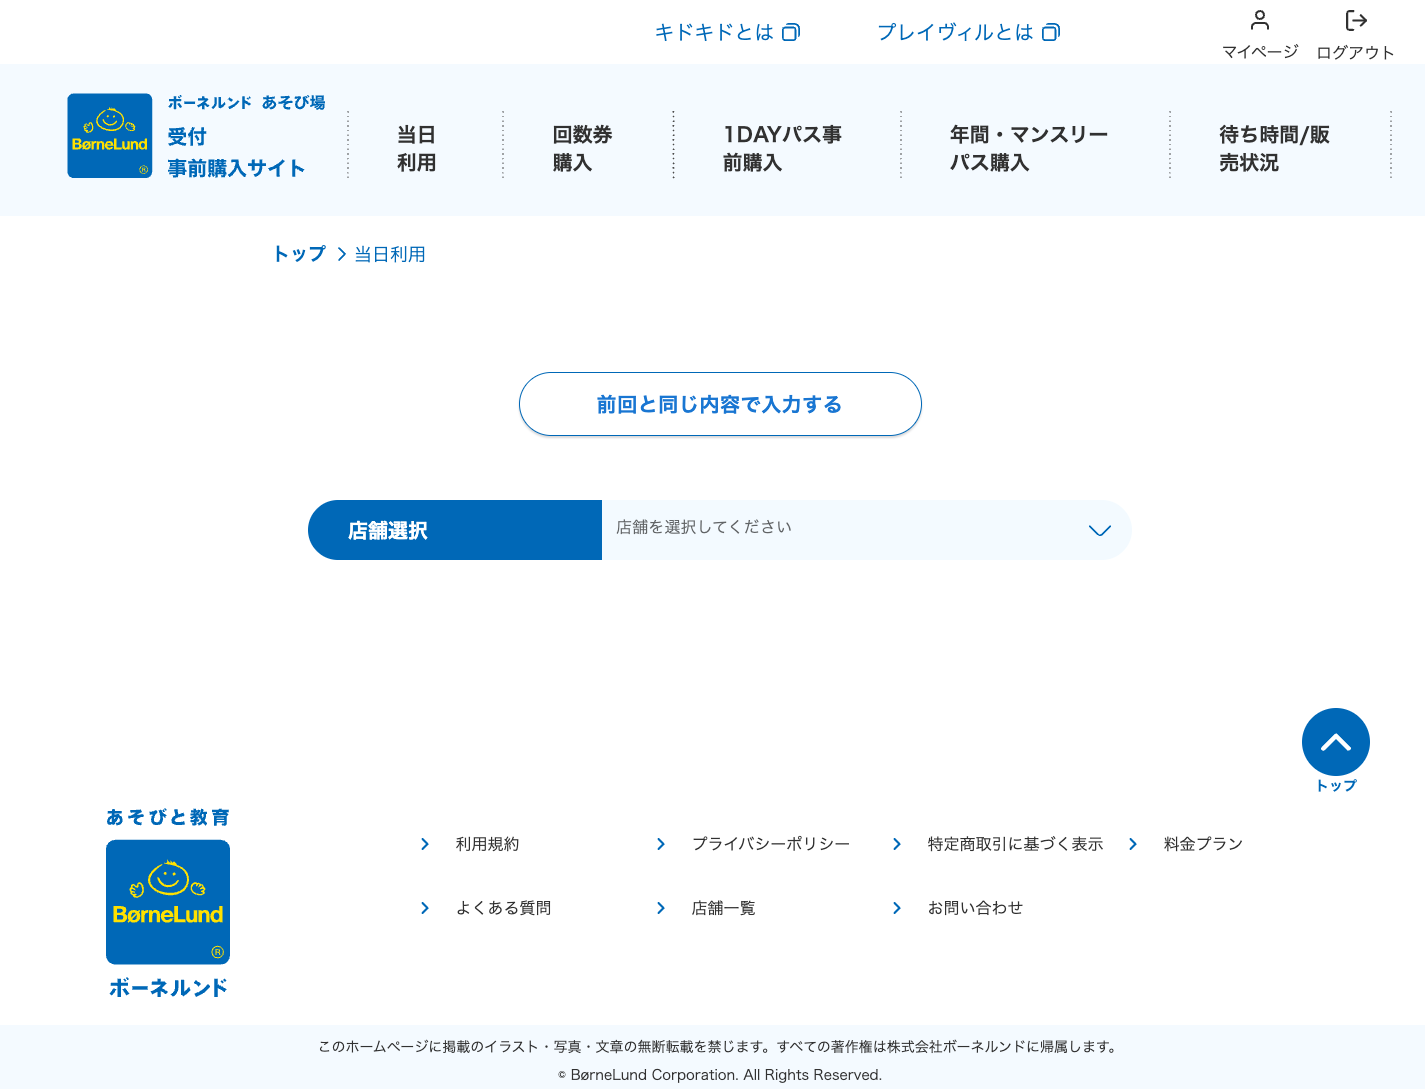 キドキドとは
プレイヴィルとは
マイページ
ログアウト
BørneLund
®
ボーネルンド あそび場
受付
事前購入サイト
当日
利用
回数券
購入
1DAYパス事
前購入
年間・マンスリー
パス購入
待ち時間/販
売状況
トップ
当日利用
前回と同じ内容で入力する
店舗選択
店舗を選択してください
トップ
あそびと教育
BørneLund
®
ボーネルンド
利用規約
プライバシーポリシー
特定商取引に基づく表示
料金プラン
よくある質問
店舗一覧
お問い合わせ
このホームページに掲載のイラスト・写真・文章の無断転載を禁じます。すべての著作権は株式会社ボーネルンドに帰属します。
© BørneLund Corporation. All Rights Reserved.